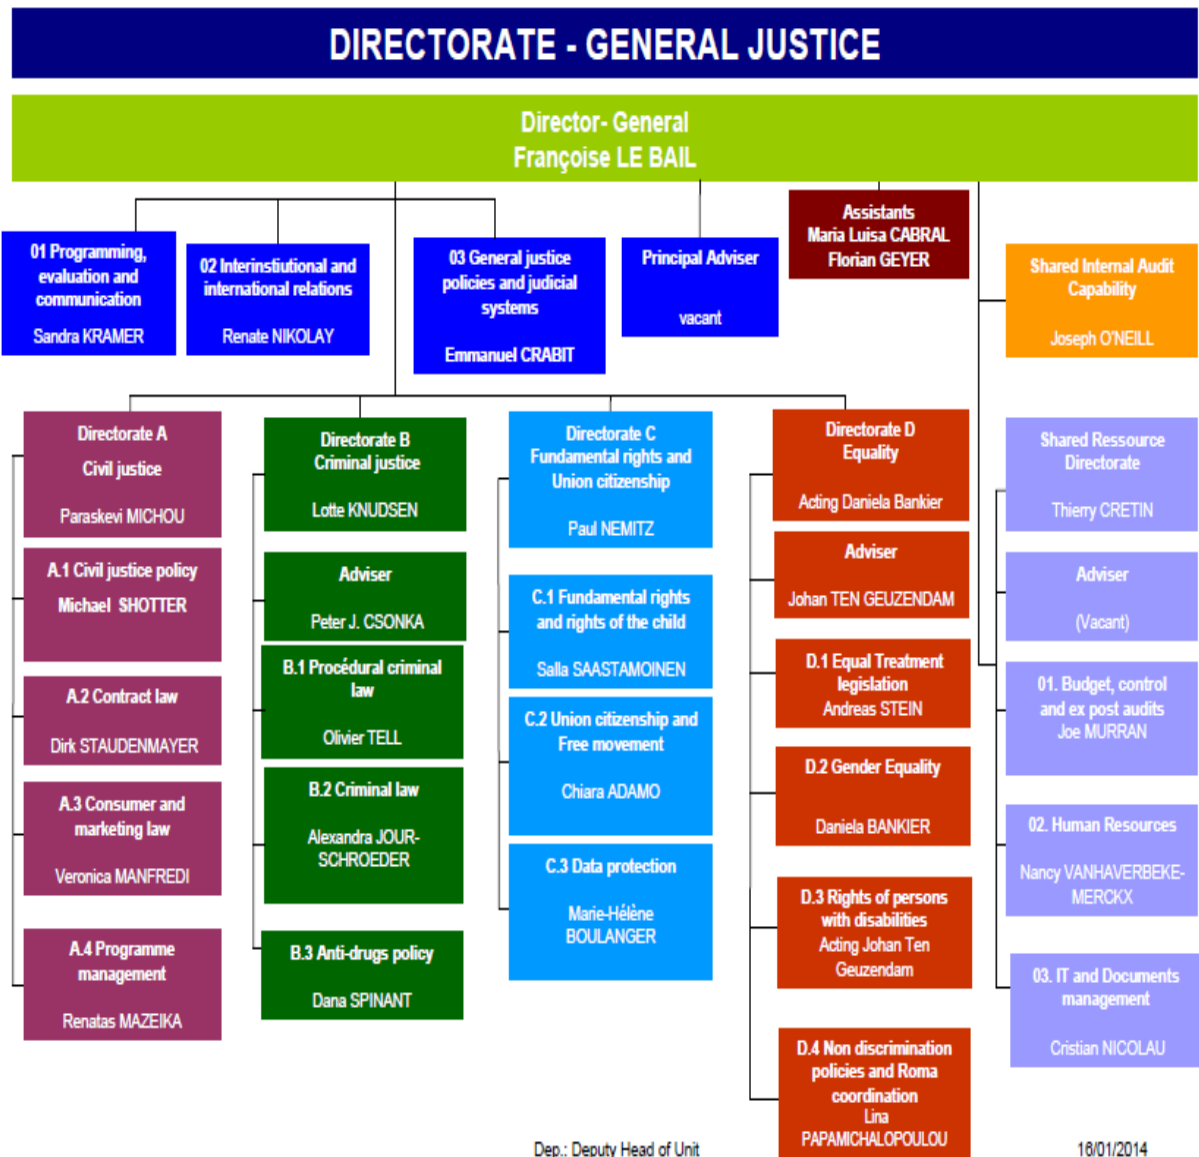 DIRECTORATE - GENERAL JUSTICE
Director- General
Françoise LE BAIL
01 Programming,
evaluation and
communication
Sandra KRAMER
02 Interinstiutional and
international relations
Renate NIKOLAY
03 General justice
policies and judicial
systems
Emmanuel CRABIT
Principal Adviser
vacant
Assistants
Maria Luisa CABRAL
Florian GEYER
Shared Internal Audit
Capability
Joseph O'NEILL
Directorate A
Civil justice
Paraskevi MICHOU
A.1 Civil justice policy
Michael SHOTTER
A.2 Contract law
Dirk STAUDENMAYER
A.3 Consumer and
marketing law
Veronica MANFREDI
A.4 Programme
management
Renatas MAZEIKA
Directorate B
Criminal justice
Lotte KNUDSEN
Adviser
Peter J. CSONKA
B.1 Procédural criminal
law
Olivier TELL
B.2 Criminal law
Alexandra JOUR-
SCHROEDER
B.3 Anti-drugs policy
Dana SPINANT
Directorate C
Fundamental rights and
Union citizenship
Paul NEMITZ
C.1 Fundamental rights
and rights of the child
Salla SAASTAMOINEN
C.2 Union citizenship and
Free movement
Chiara ADAMO
C.3 Data protection
Marie-Hélène
BOULANGER
Directorate D
Equality
Acting Daniela Bankier
Adviser
Johan TEN GEUZENDAM
D.1 Equal Treatment
legislation
Andreas STEIN
D.2 Gender Equality
Daniela BANKIER
D.3 Rights of persons
with disabilities
Acting Johan Ten
Geuzendam
D.4 Non discrimination
policies and Roma
coordination
Lina
PAPAMICHALOPOULOU
Shared Ressource
Directorate
Thierry CRETIN
Adviser
(Vacant)
01. Budget, control
and ex post audits
Joe MURRAN
02. Human Resources
Nancy VANHAVERBEKE-
MERCKX
03. IT and Documents
management
Cristian NICOLAU
Dep.: Deputy Head of Unit
16/01/2014